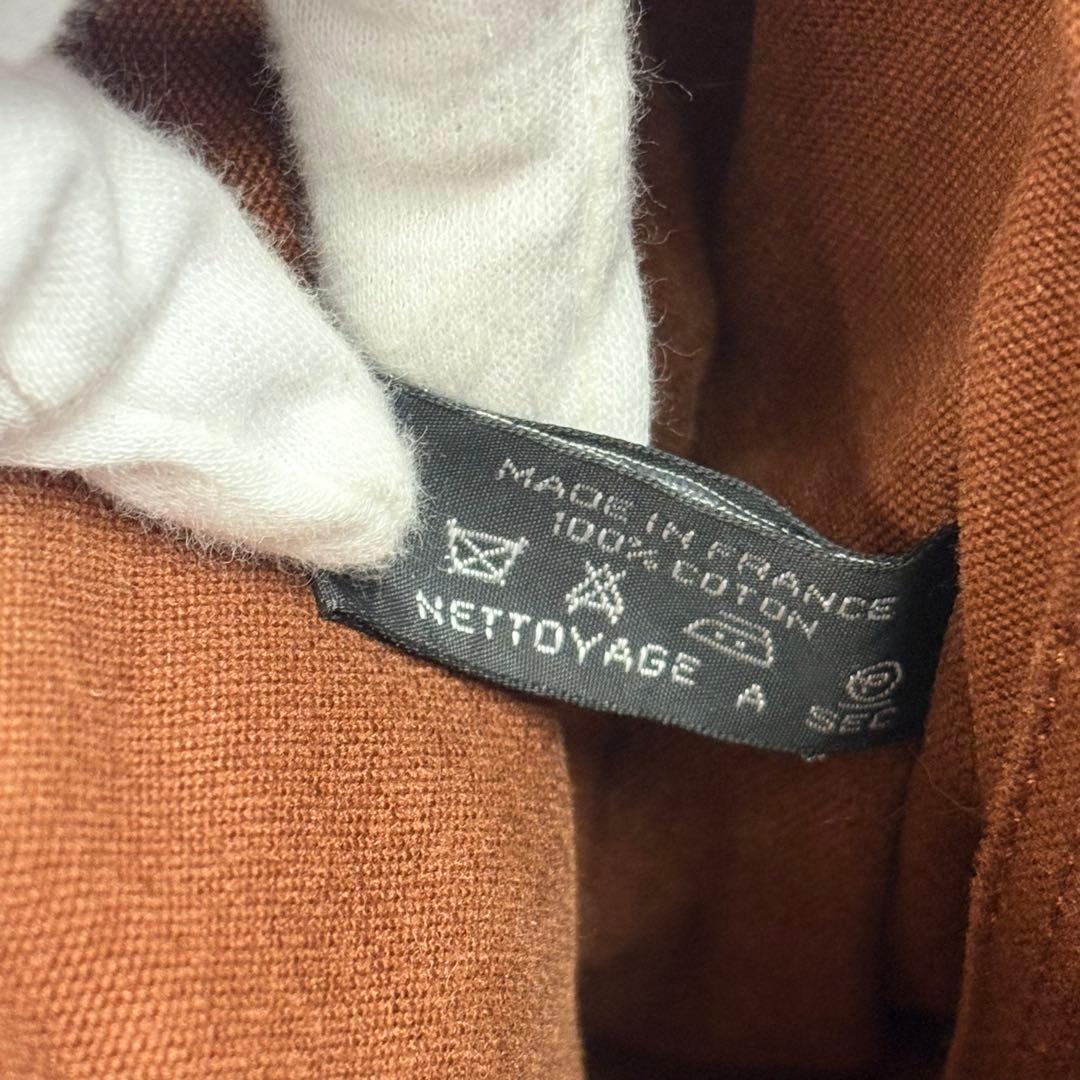 MADE IN FRANCE
100% COTON
NETTOYAGE A SEC